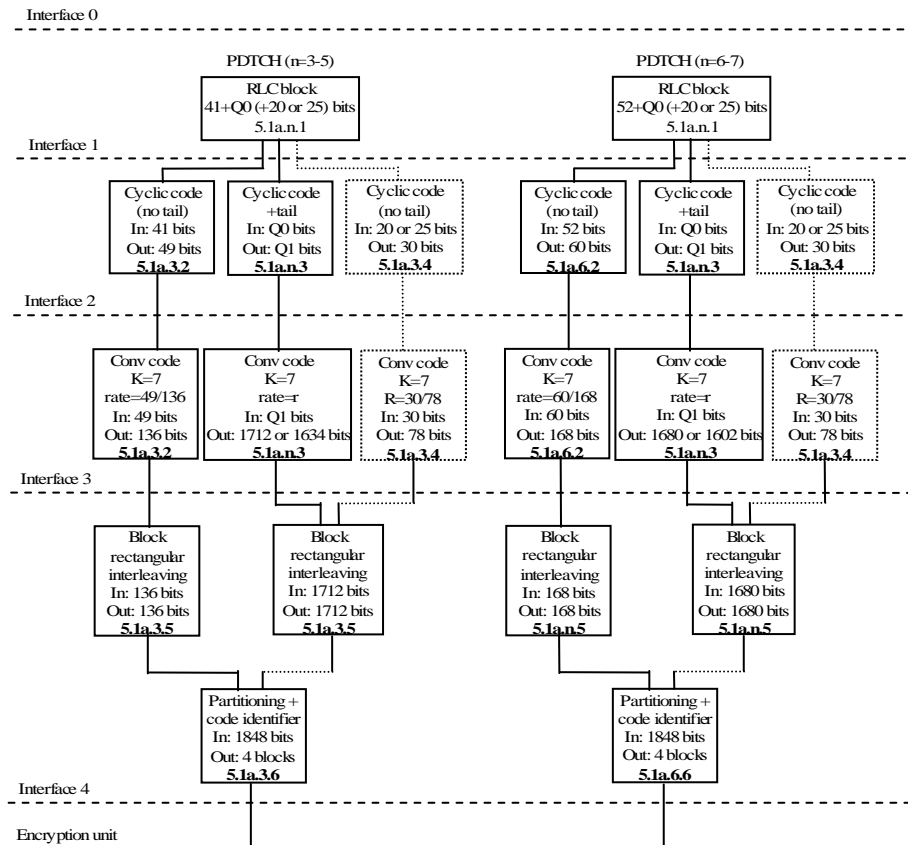 Interface 0
PDTCH (n=3-5)
RLC block
41+Q0 (+20 or 25) bits
5.1a.n.1
PDTCH (n=6-7)
RLC block
52+Q0 (+20 or 25) bits
5.1a.n.1
Interface 1
Cyclic code
(no tail)
In: 41 bits
Out: 49 bits
5.1a.3.2
Cyclic code
+tail
In: Q0 bits
Out: Q1 bits
5.1a.n.3
Cyclic code
(no tail)
In: 20 or 25 bits
Out: 30 bits
5.1a.3.4
Cyclic code
(no tail)
In: 52 bits
Out: 60 bits
5.1a.6.2
Cyclic code
+tail
In: Q0 bits
Out: Q1 bits
5.1a.n.3
Cyclic code
(no tail)
In: 20 or 25 bits
Out: 30 bits
5.1a.3.4
Interface 2
Conv code
K=7
rate=49/136
In: 49 bits
Out: 136 bits
5.1a.3.2
Conv code
K=7
rate=r
In: Q1 bits
Out: 1712 or 1634 bits
5.1a.n.3
Conv code
K=7
R=30/78
In: 30 bits
Out: 78 bits
5.1a.3.4
Conv code
K=7
rate=60/168
In: 60 bits
Out: 168 bits
5.1a.6.2
Conv code
K=7
rate=r
In: Q1 bits
Out: 1680 or 1602 bits
5.1a.n.3
Conv code
K=7
R=30/78
In: 30 bits
Out: 78 bits
5.1a.3.4
Interface 3
Block
rectangular
interleaving
In: 136 bits
Out: 136 bits
5.1a.3.5
Block
rectangular
interleaving
In: 1712 bits
Out: 1712 bits
5.1a.3.5
Block
rectangular
interleaving
In: 168 bits
Out: 168 bits
5.1a.n.5
Block
rectangular
interleaving
In: 1680 bits
Out: 1680 bits
5.1a.n.5
Partitioning +
code identifier
In: 1848 bits
Out: 4 blocks
5.1a.3.6
Partitioning +
code identifier
In: 1848 bits
Out: 4 blocks
5.1a.6.6
Interface 4
Encryption unit